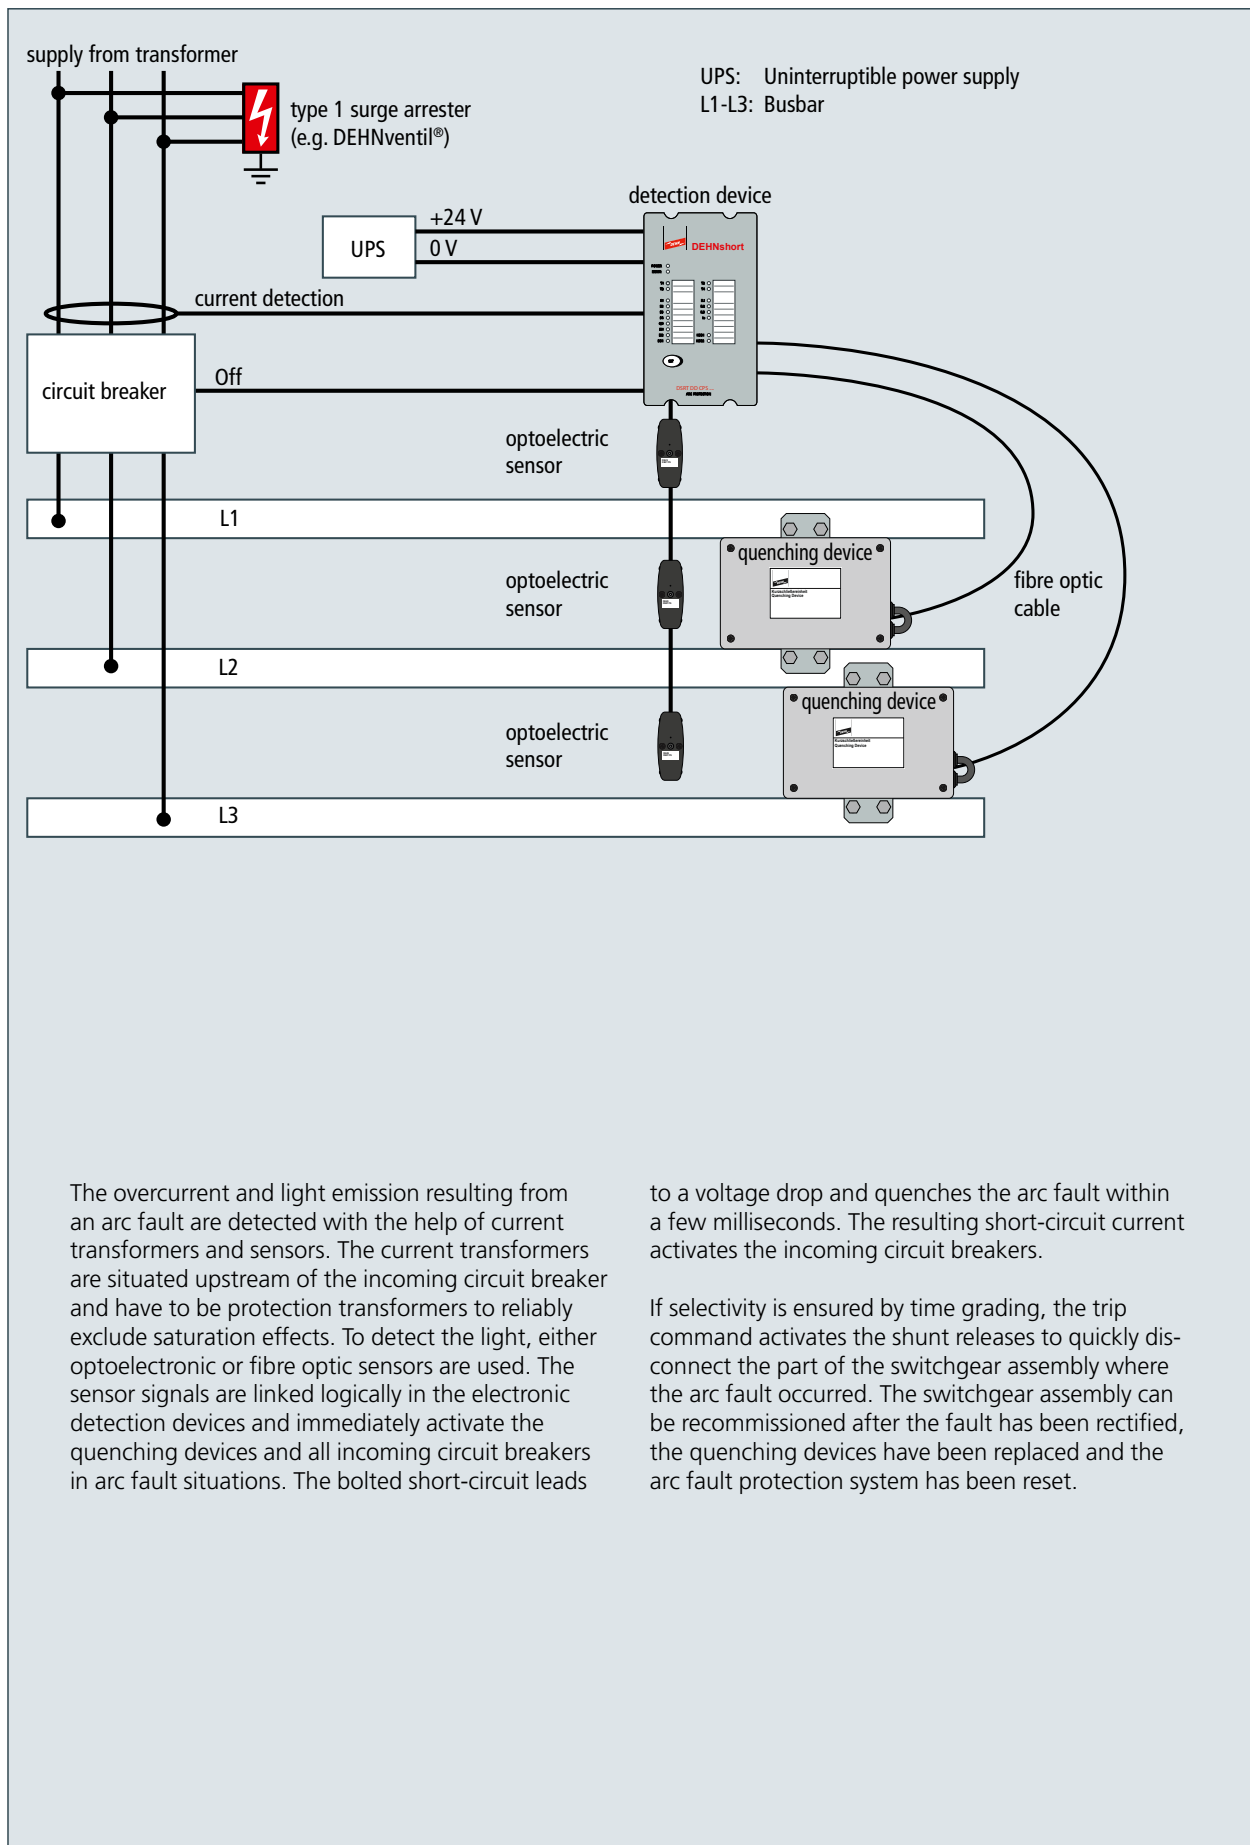 supply from transformer
UPS: Uninterruptible power supply
L1-L3: Busbar
type 1 surge arrester
(e.g. DEHNventil®)
detection device
+24 V
UPS
0 V
DEHNshort
current detection
circuit breaker
Off
optoelectric
sensor
L1
quenching device
Kurzschließereinheit
Quenching Device
optoelectric
sensor
fibre optic
cable
L2
quenching device
Kurzschließereinheit
Quenching Device
optoelectric
sensor
L3
The overcurrent and light emission resulting from
an arc fault are detected with the help of current
transformers and sensors. The current transformers
are situated upstream of the incoming circuit breaker
and have to be protection transformers to reliably
exclude saturation effects. To detect the light, either
optoelectronic or fibre optic sensors are used. The
sensor signals are linked logically in the electronic
detection devices and immediately activate the
quenching devices and all incoming circuit breakers
in arc fault situations. The bolted short-circuit leads
to a voltage drop and quenches the arc fault within
a few milliseconds. The resulting short-circuit current
activates the incoming circuit breakers.
If selectivity is ensured by time grading, the trip
command activates the shunt releases to quickly dis-
connect the part of the switchgear assembly where
the arc fault occurred. The switchgear assembly can
be recommissioned after the fault has been rectified,
the quenching devices have been replaced and the
arc fault protection system has been reset.